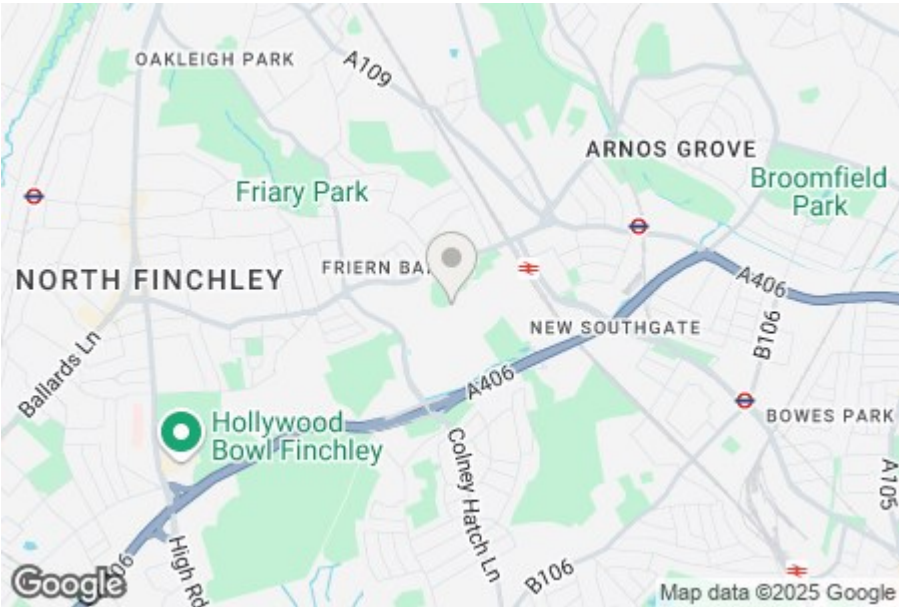 OAKLEIGH PARK
A109
ARNOS GROVE
Friary Park
Broomfield
Park
NORTH FINCHLEY
FRIERN BA
A406
NEW SOUTHGATE
B106
Ballards Ln
A406
BOWES PARK
Hollywood
Bowl Finchley
Colney Hatch Ln
A105
High Rd
B106
Google
Map data ©2025 Google